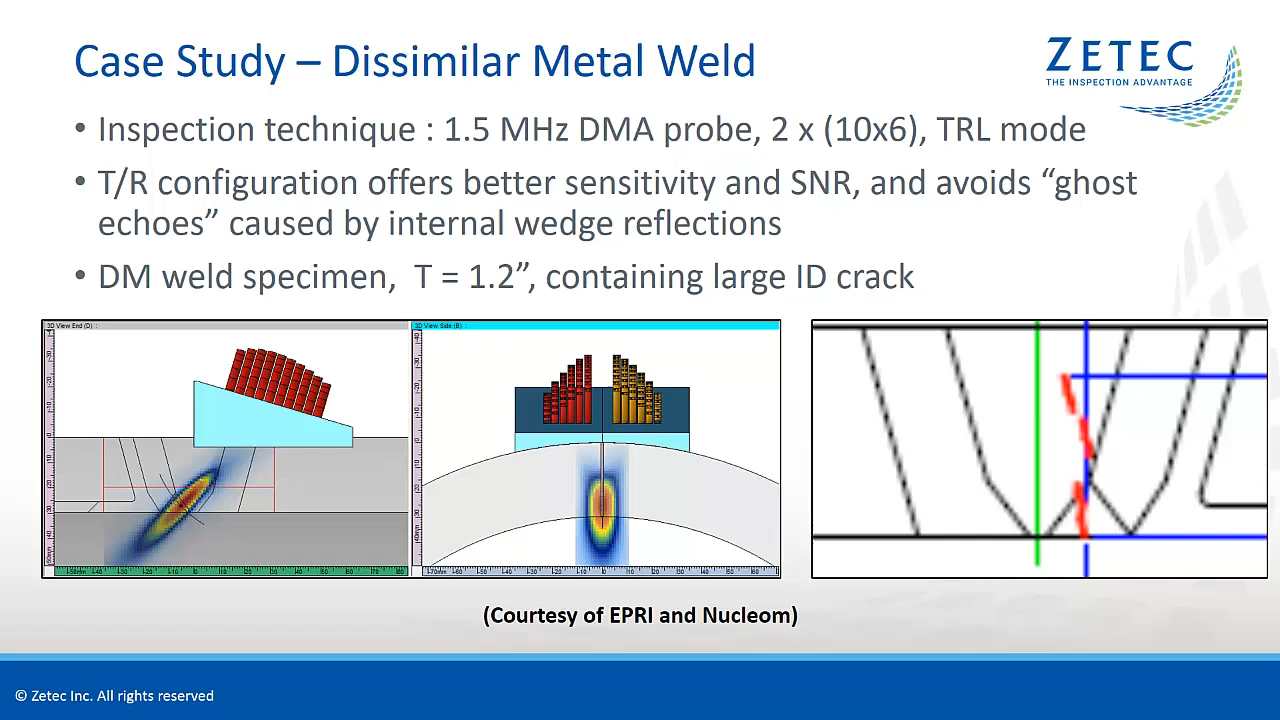 Case Study – Dissimilar Metal Weld
ZETEC
THE INSPECTION ADVANTAGE
• Inspection technique : 1.5 MHz DMA probe, 2 x (10x6), TRL mode
• T/R configuration offers better sensitivity and SNR, and avoids “ghost
echoes” caused by internal wedge reflections
• DM weld specimen,  T = 1.2”, containing large ID crack
3D View End (D) :
3D View Side (B) :
(Courtesy of EPRI and Nucleom)
© Zetec Inc. All rights reserved